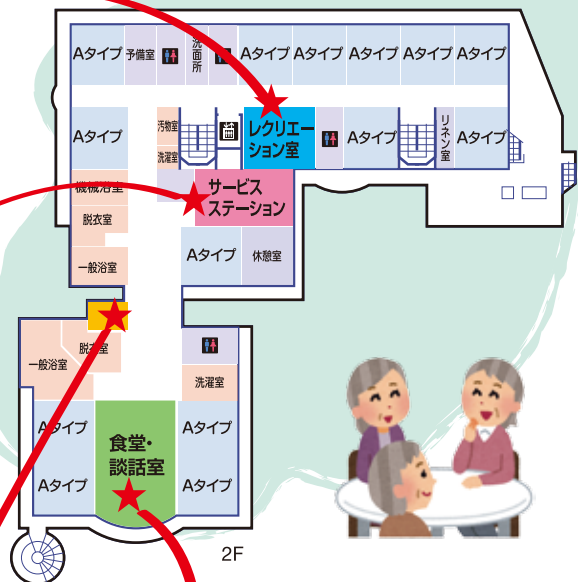 Aタイプ
予備室
洗面所
Aタイプ
Aタイプ
Aタイプ
Aタイプ
Aタイプ
Aタイプ
汚物室
洗濯室
レクリエー
ション室
Aタイプ
リネン室
Aタイプ
機械浴室
サービス
ステーション
脱衣室
一般浴室
Aタイプ
休憩室
脱衣室
一般浴室
洗濯室
Aタイプ
食堂・
談話室
Aタイプ
Aタイプ
Aタイプ
2F